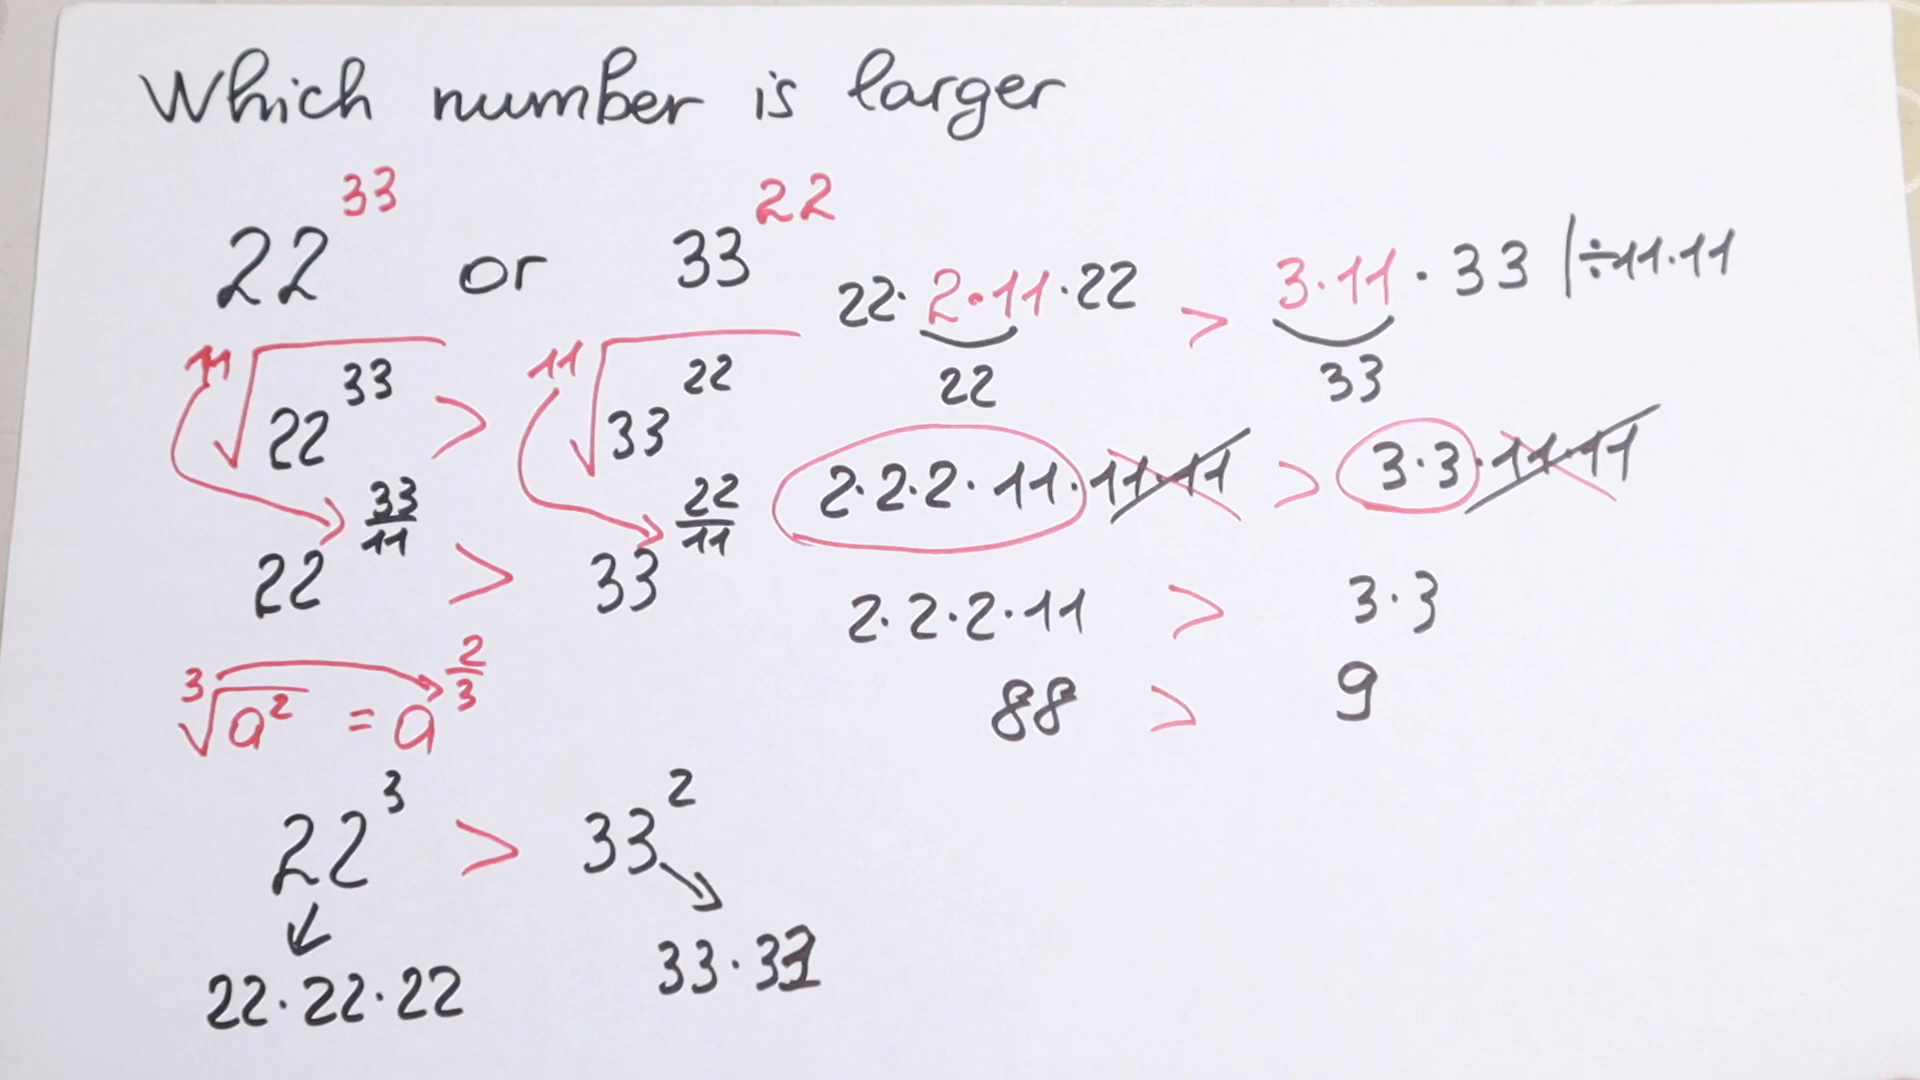 Which number is larger
22^33 or 33^22
¹¹√22^33 > ¹¹√33^22
22^(33/11) > 33^(22/11)
³√a² = a^(2/3)
22³ > 33²
22·22·22 33·
22·2·11·22 > 3·11·33 |÷11·11
22 33
2·2·2·11·11·11 > 3·3·11·11
2·2·2·11 > 3·3
88 > 9